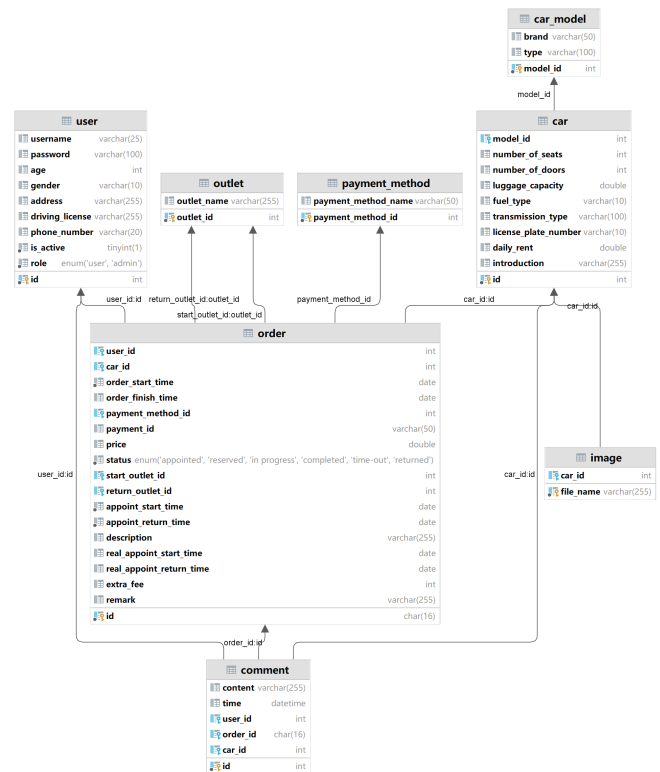 car_model
brand varchar(50)
type varchar(100)
model_id int
model_id
user
username varchar(25)
password varchar(100)
age int
gender varchar(10)
address varchar(255)
driving_license varchar(255)
phone_number varchar(20)
is_active tinyint(1)
role enum('user', 'admin')
id int
outlet
outlet_name varchar(255)
outlet_id int
payment_method
payment_method_name varchar(50)
payment_method_id int
car
model_id int
number_of_seats int
number_of_doors int
luggage_capacity double
fuel_type varchar(10)
transmission_type varchar(100)
license_plate_number varchar(10)
daily_rent double
introduction varchar(255)
id int
user_id:id
return_outlet_id:outlet_id
start_outlet_id:outlet_id
payment_method_id
car_id:id
car_id:id
order
user_id int
car_id int
order_start_time date
order_finish_time date
payment_method_id int
payment_id varchar(50)
price double
status enum('appointed', 'reserved', 'in progress', 'completed', 'time-out', 'returned')
start_outlet_id int
return_outlet_id int
appoint_start_time date
appoint_return_time date
description varchar(255)
real_appoint_start_time date
real_appoint_return_time date
extra_fee int
remark varchar(255)
id char(16)
image
car_id int
file_name varchar(255)
user_id:id
car_id:id
order_id:id
comment
content varchar(255)
time datetime
user_id int
order_id char(16)
car_id int
id int